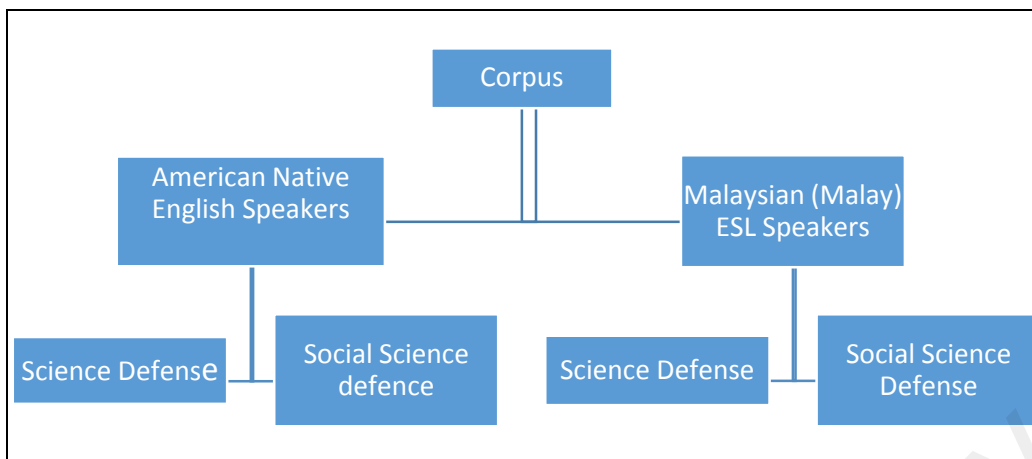 Corpus
American Native
English Speakers
Malaysian (Malay)
ESL Speakers
Science Defense
Social Science
defence
Science Defense
Social Science
Defense